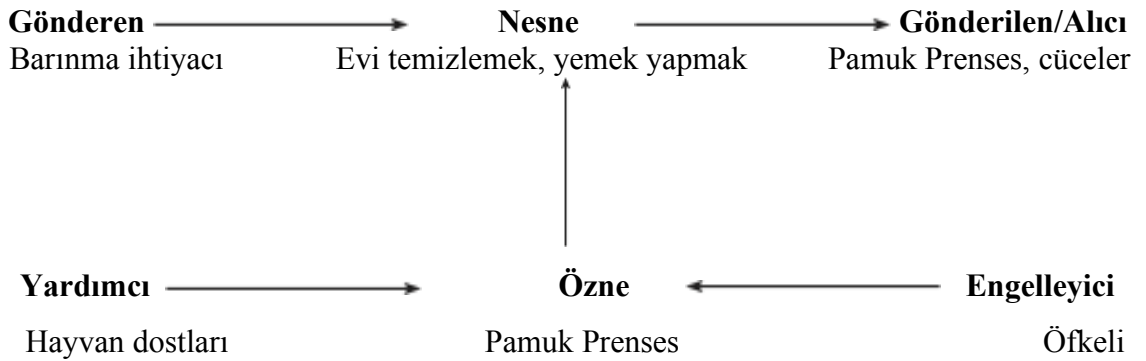 Gönderen Nesne Gönderilen/Alıcı
Barınma ihtiyacı Evi temizlemek, yemek yapmak Pamuk Prenses, cüceler
Yardımcı Özne Engelleyici
Hayvan dostları Pamuk Prenses Öfkeli